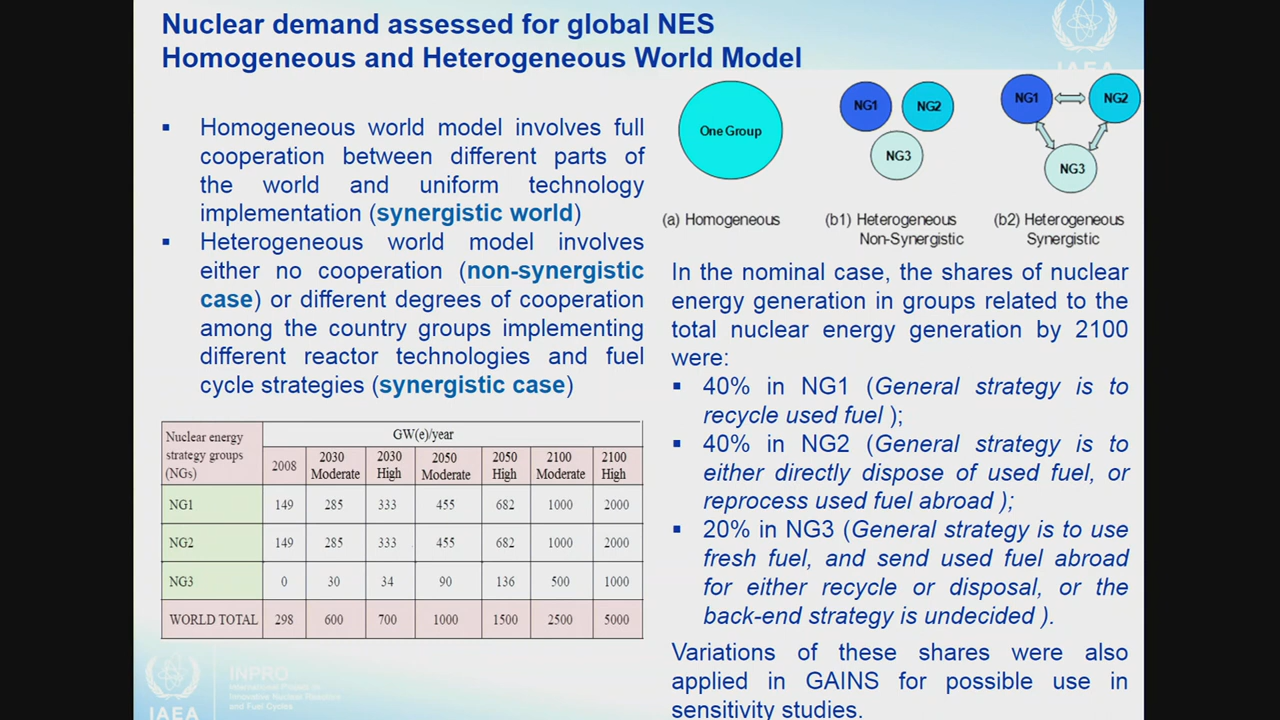 Nuclear demand assessed for global NES
Homogeneous and Heterogeneous World Model
IAEA
▪ Homogeneous world model involves full
cooperation between different parts of
the world and uniform technology
implementation (synergistic world)
▪ Heterogeneous world model involves
either no cooperation (non-synergistic
case) or different degrees of cooperation
among the country groups implementing
different reactor technologies and fuel
cycle strategies (synergistic case)
One Group
NG1
NG2
NG3
NG1
NG2
NG3
(a) Homogeneous
(b1) Heterogeneous
Non-Synergistic
(b2) Heterogeneous
Synergistic
In the nominal case, the shares of nuclear
energy generation in groups related to the
total nuclear energy generation by 2100
were:
▪ 40% in NG1 (General strategy is to
recycle used fuel );
▪ 40% in NG2 (General strategy is to
either directly dispose of used fuel, or
reprocess used fuel abroad );
▪ 20% in NG3 (General strategy is to use
fresh fuel, and send used fuel abroad
for either recycle or disposal, or the
back-end strategy is undecided ).
Variations of these shares were also
applied in GAINS for possible use in
sensitivity studies.
Nuclear energy
strategy groups
(NGs)
GW(e)/year
2008 2030 Moderate 2030 High 2050 Moderate 2050 High 2100 Moderate 2100 High
NG1 149 285 333 455 682 1000 2000
NG2 149 285 333 455 682 1000 2000
NG3 0 30 34 90 136 500 1000
WORLD TOTAL 298 600 700 1000 1500 2500 5000
IAEA
INPRO
International Project on
Innovative Nuclear Reactors
and Fuel Cycles